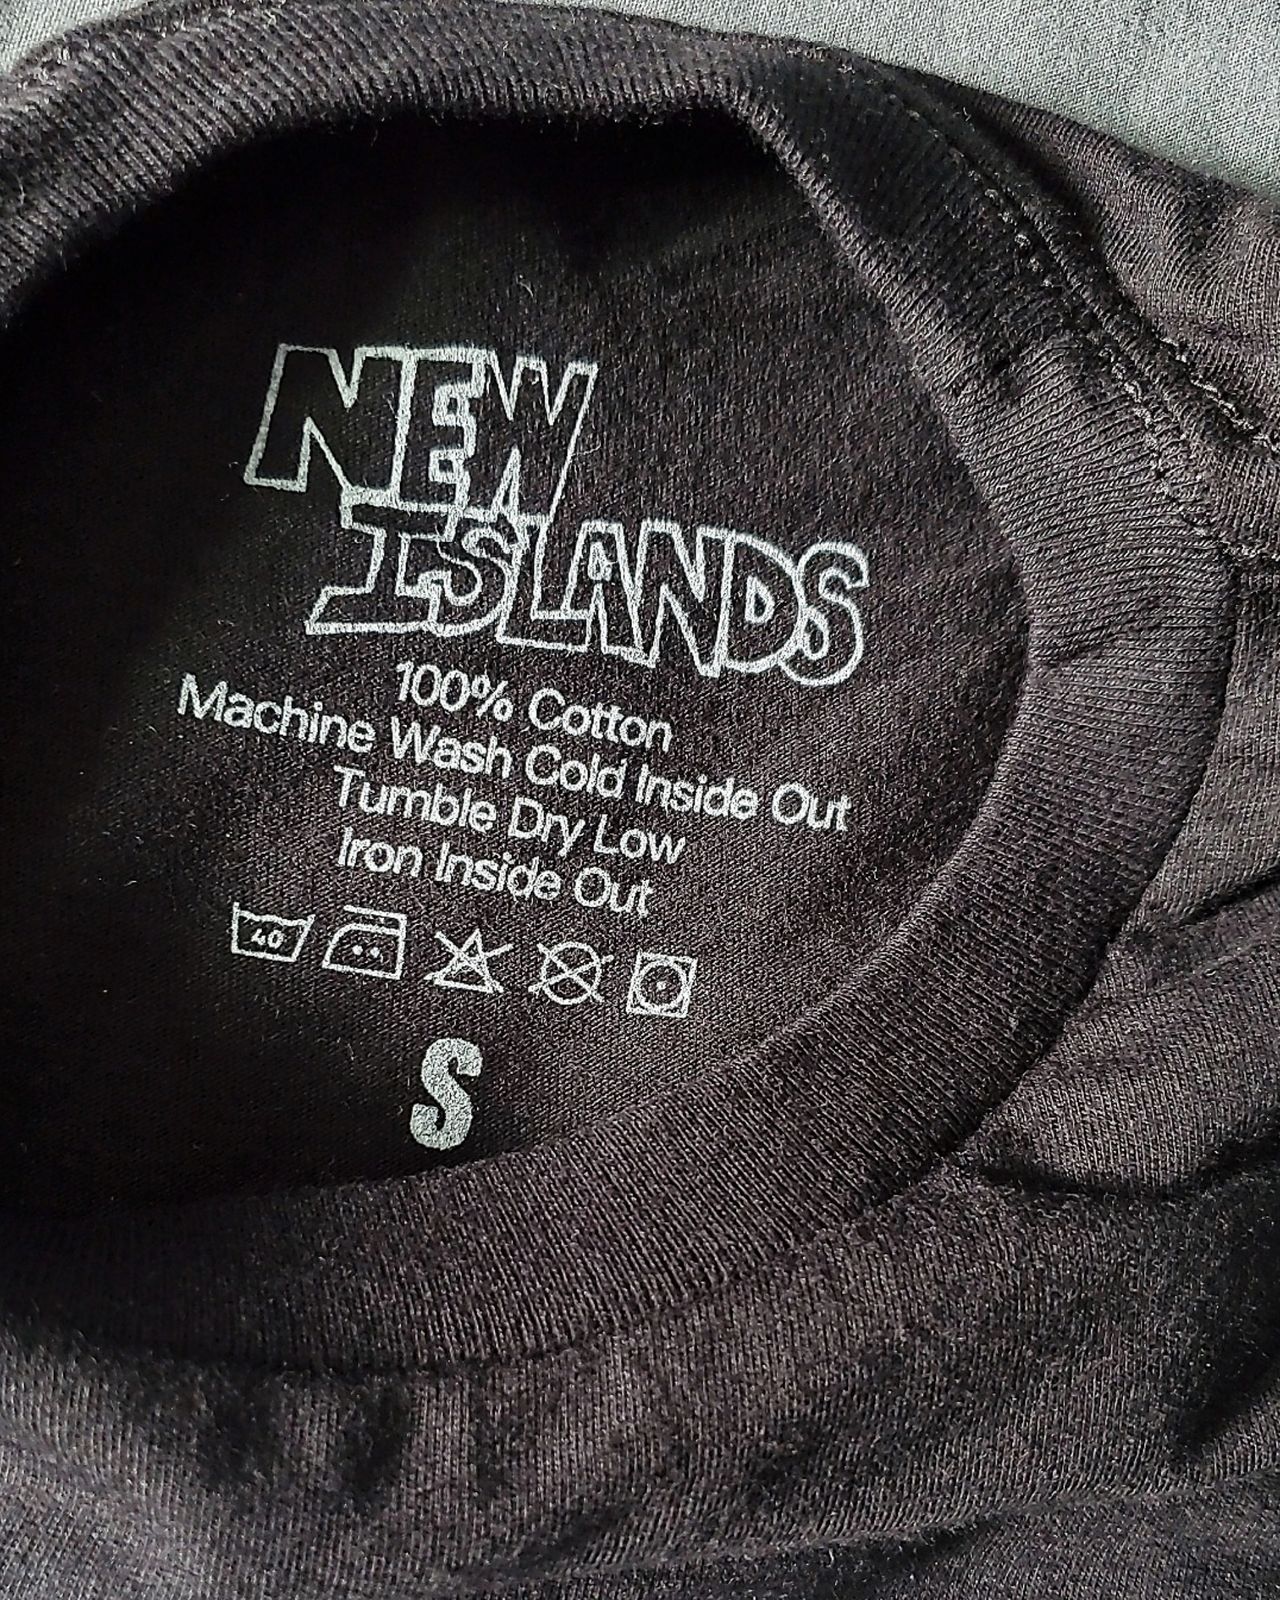 NEW
ISLANDS
100% Cotton
Machine Wash Cold Inside Out
Tumble Dry Low
Iron Inside Out
40
S